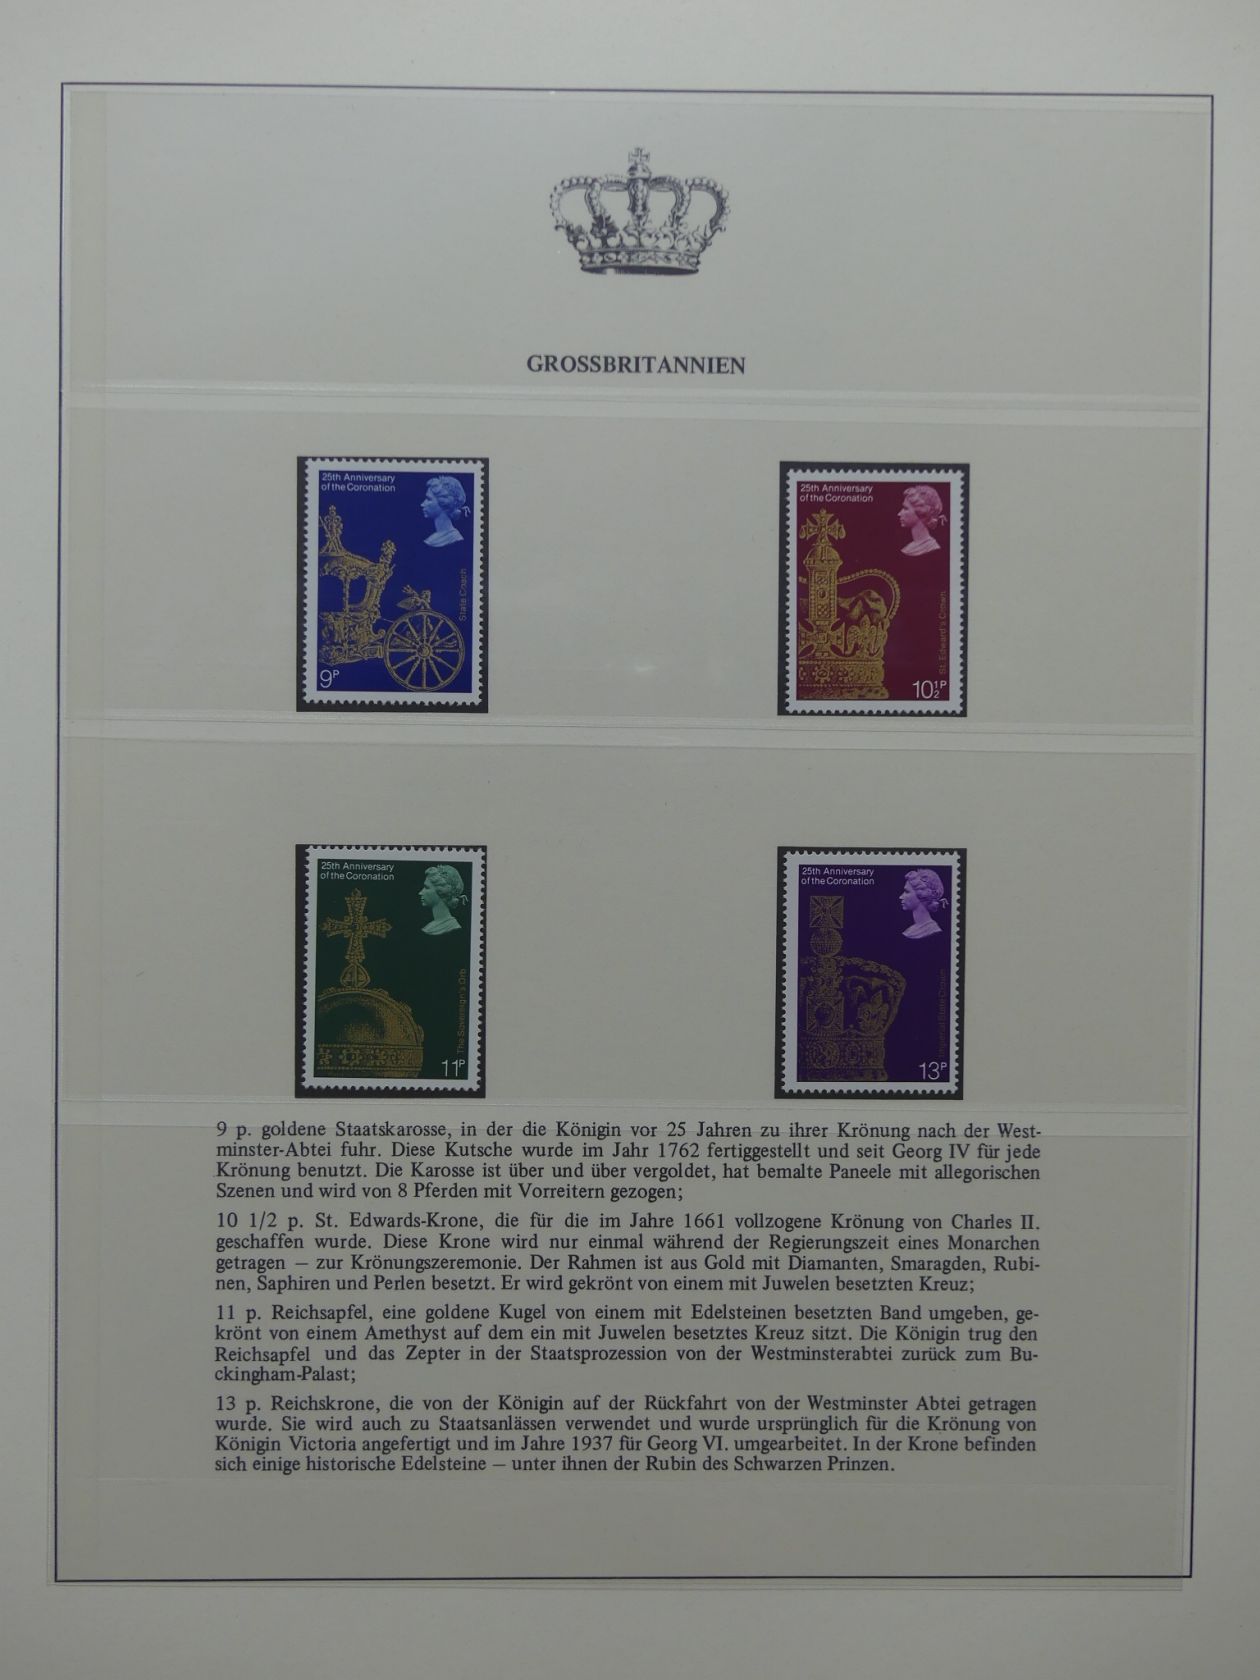 GROSSBRITANNIEN
25th Anniversary
of the Coronation
State Coach
9P
25th Anniversary
of the Coronation
St. Edward's Crown
10½P
25th Anniversary
of the Coronation
The Sovereign's Orb
11P
25th Anniversary
of the Coronation
Imperial State Crown
13P
9 p. goldene Staatskarosse, in der die Königin vor 25 Jahren zu ihrer Krönung nach der West-
minster-Abtei fuhr. Diese Kutsche wurde im Jahr 1762 fertiggestellt und seit Georg IV für jede
Krönung benutzt. Die Karosse ist über und über vergoldet, hat bemalte Paneele mit allegorischen
Szenen und wird von 8 Pferden mit Vorreitern gezogen;
10 1/2 p. St. Edwards-Krone, die für die im Jahre 1661 vollzogene Krönung von Charles II.
geschaffen wurde. Diese Krone wird nur einmal während der Regierungszeit eines Monarchen
getragen – zur Krönungszeremonie. Der Rahmen ist aus Gold mit Diamanten, Smaragden, Rubi-
nen, Saphiren und Perlen besetzt. Er wird gekrönt von einem mit Juwelen besetzten Kreuz;
11 p. Reichsapfel, eine goldene Kugel von einem mit Edelsteinen besetzten Band umgeben, ge-
krönt von einem Amethyst auf dem ein mit Juwelen besetztes Kreuz sitzt. Die Königin trug den
Reichsapfel und das Zepter in der Staatsprozession von der Westminsterabtei zurück zum Bu-
ckingham-Palast;
13 p. Reichskrone, die von der Königin auf der Rückfahrt von der Westminster Abtei getragen
wurde. Sie wird auch zu Staatsanlässen verwendet und wurde ursprünglich für die Krönung von
Königin Victoria angefertigt und im Jahre 1937 für Georg VI. umgearbeitet. In der Krone befinden
sich einige historische Edelsteine – unter ihnen der Rubin des Schwarzen Prinzen.